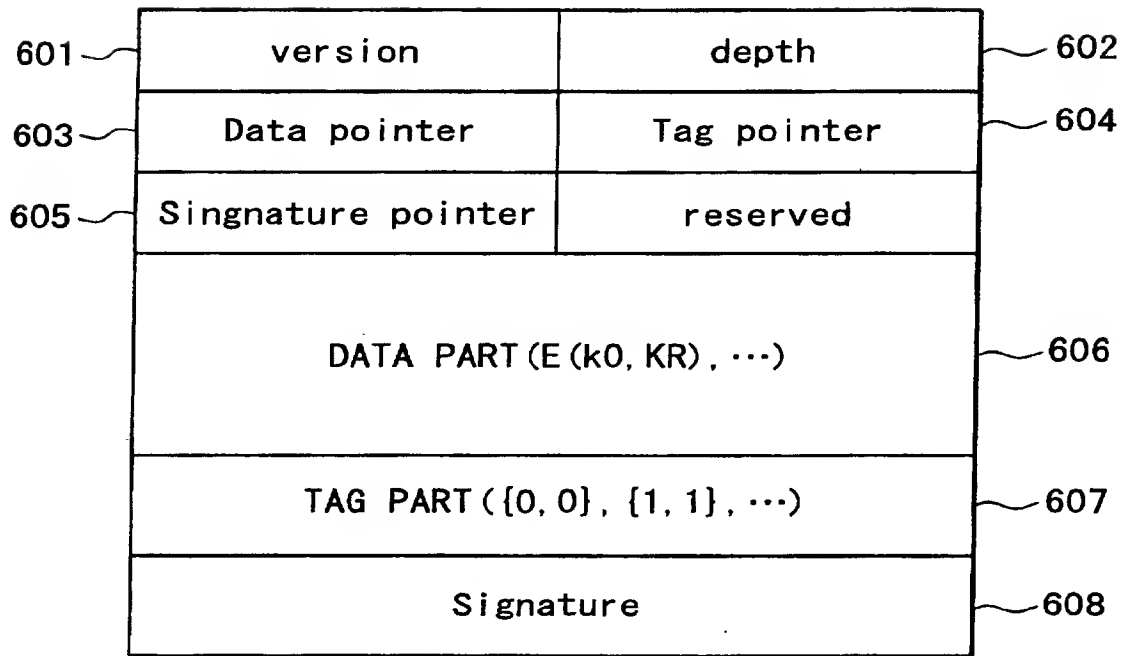 601 version depth 602
603 Data pointer Tag pointer 604
605 Singnature pointer reserved
DATA PART (E (k0, KR), ···) 606
TAG PART ({0, 0}, {1, 1}, ···) 607
Signature 608